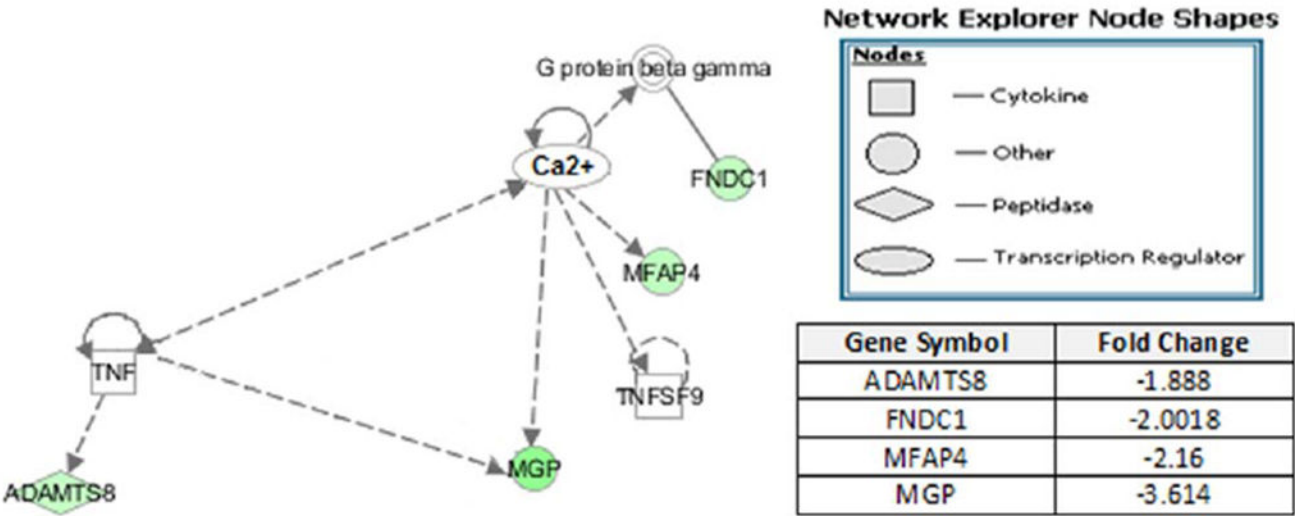 Network Explorer Node Shapes
Nodes
Cytokine
Other
Peptidase
Transcription Regulator
G protein beta gamma
Ca2+
FNDC1
MFAP4
TNF
TNFSF9
MGP
ADAMTS8
Gene Symbol Fold Change
ADAMTS8 -1.888
FNDC1 -2.0018
MFAP4 -2.16
MGP -3.614